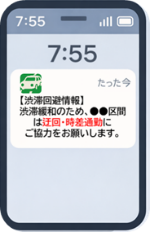 7:55
7:55
たった今
【渋滞回避情報】
渋滞緩和のため、●●区間
は迂回・時差通勤に
ご協力をお願いします。